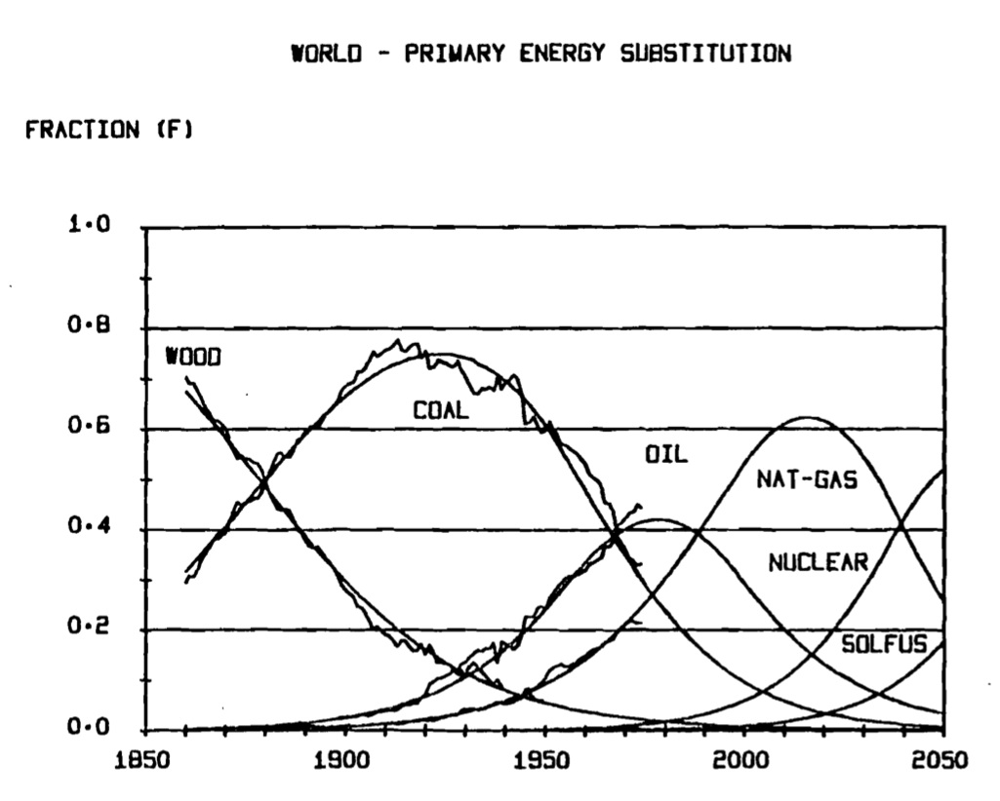 WORLD - PRIMARY ENERGY SUBSTITUTION
FRACTION (F)
1.0
0.8
WOOD
COAL
0.6
OIL
NAT-GAS
0.4
NUCLEAR
0.2
SOLFUS
0.0
1850 1900 1950 2000 2050